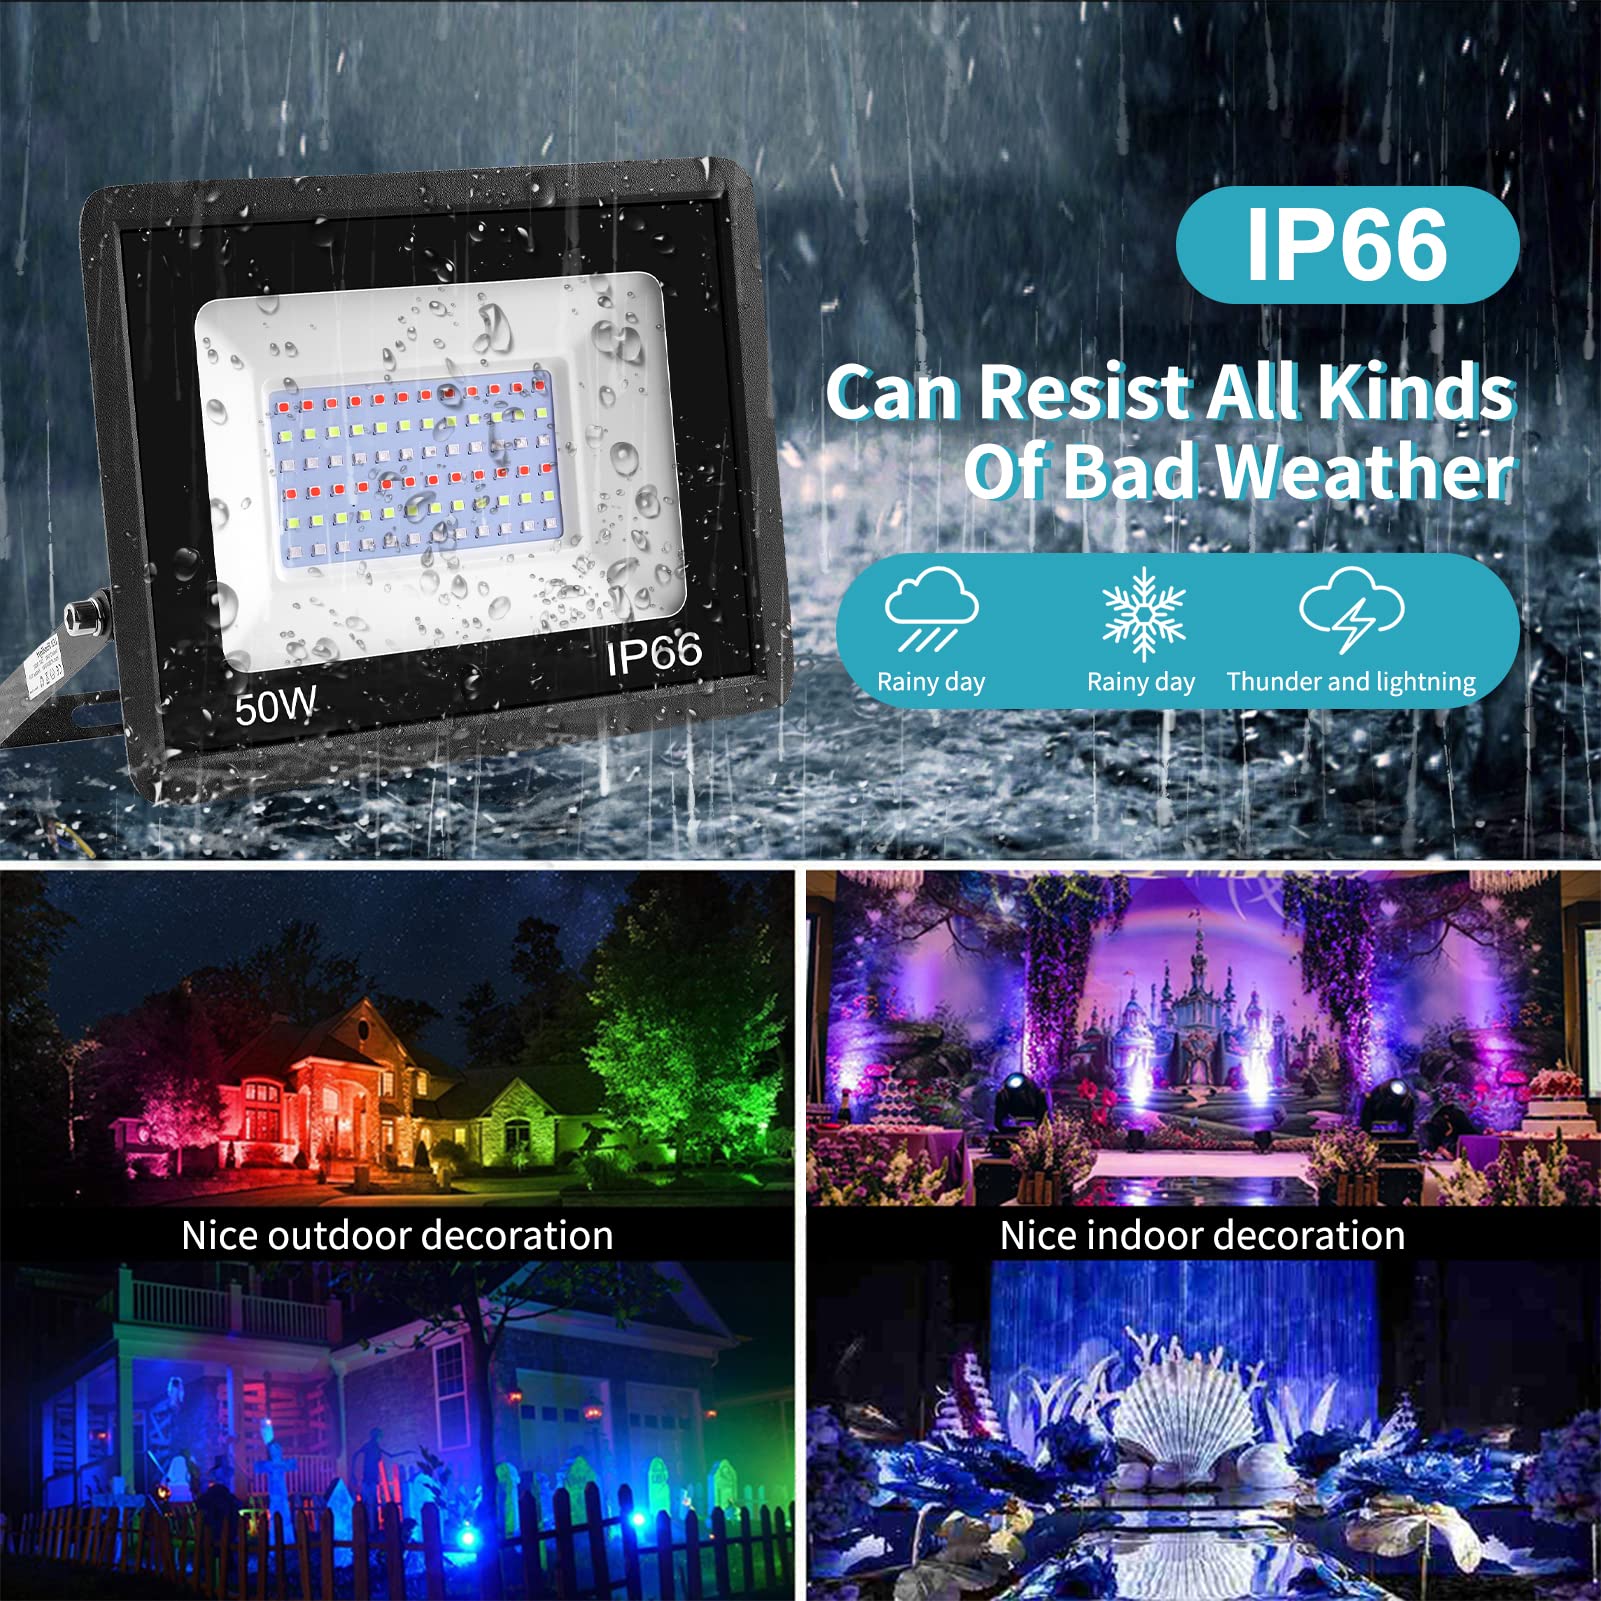 IP66
Can Resist All Kinds
Of Bad Weather
Rainy day
Rainy day
Thunder and lightning
50W
IP66
Nice outdoor decoration
Nice indoor decoration